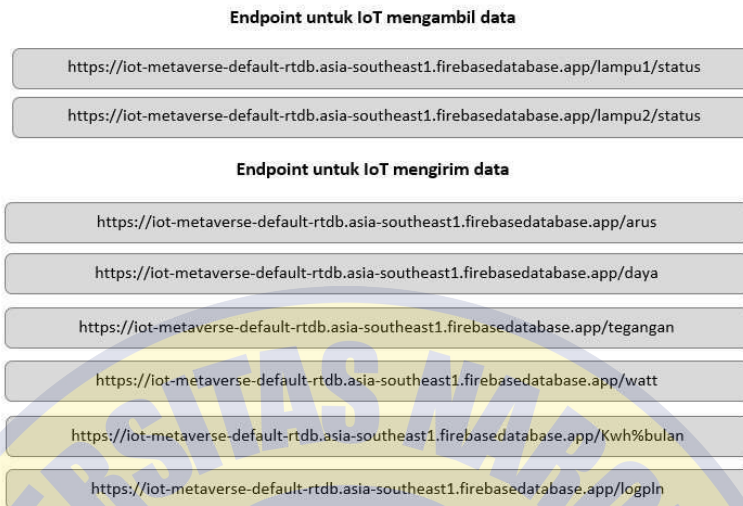 Endpoint untuk IoT mengambil data
https://iot-metaverse-default-rtdb.asia-southeast1.firebasedatabase.app/lampu1/status
https://iot-metaverse-default-rtdb.asia-southeast1.firebasedatabase.app/lampu2/status
Endpoint untuk IoT mengirim data
https://iot-metaverse-default-rtdb.asia-southeast1.firebasedatabase.app/arus
https://iot-metaverse-default-rtdb.asia-southeast1.firebasedatabase.app/daya
https://iot-metaverse-default-rtdb.asia-southeast1.firebasedatabase.app/tegangan
https://iot-metaverse-default-rtdb.asia-southeast1.firebasedatabase.app/watt
https://iot-metaverse-default-rtdb.asia-southeast1.firebasedatabase.app/Kwh%bulan
https://iot-metaverse-default-rtdb.asia-southeast1.firebasedatabase.app/logpln